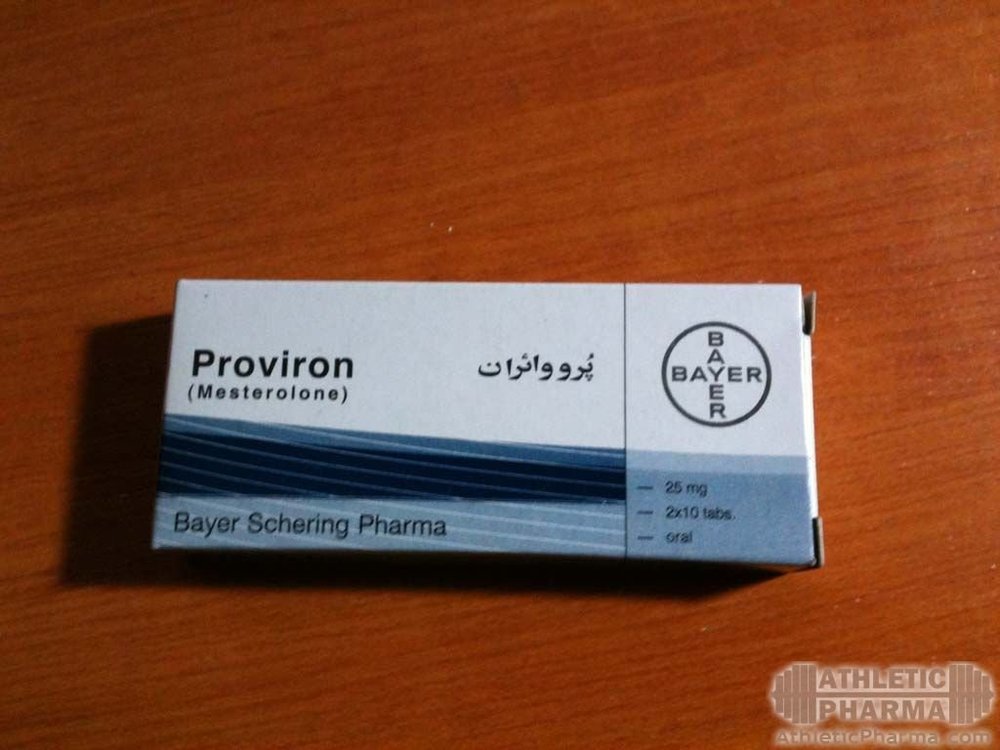 Proviron
(Mesterolone)
پُرووائران
BAYER
BAYER
25 mg
2x10 tabs.
oral
Bayer Schering Pharma
ATHLETIC
PHARMA
AthleticPharma.com